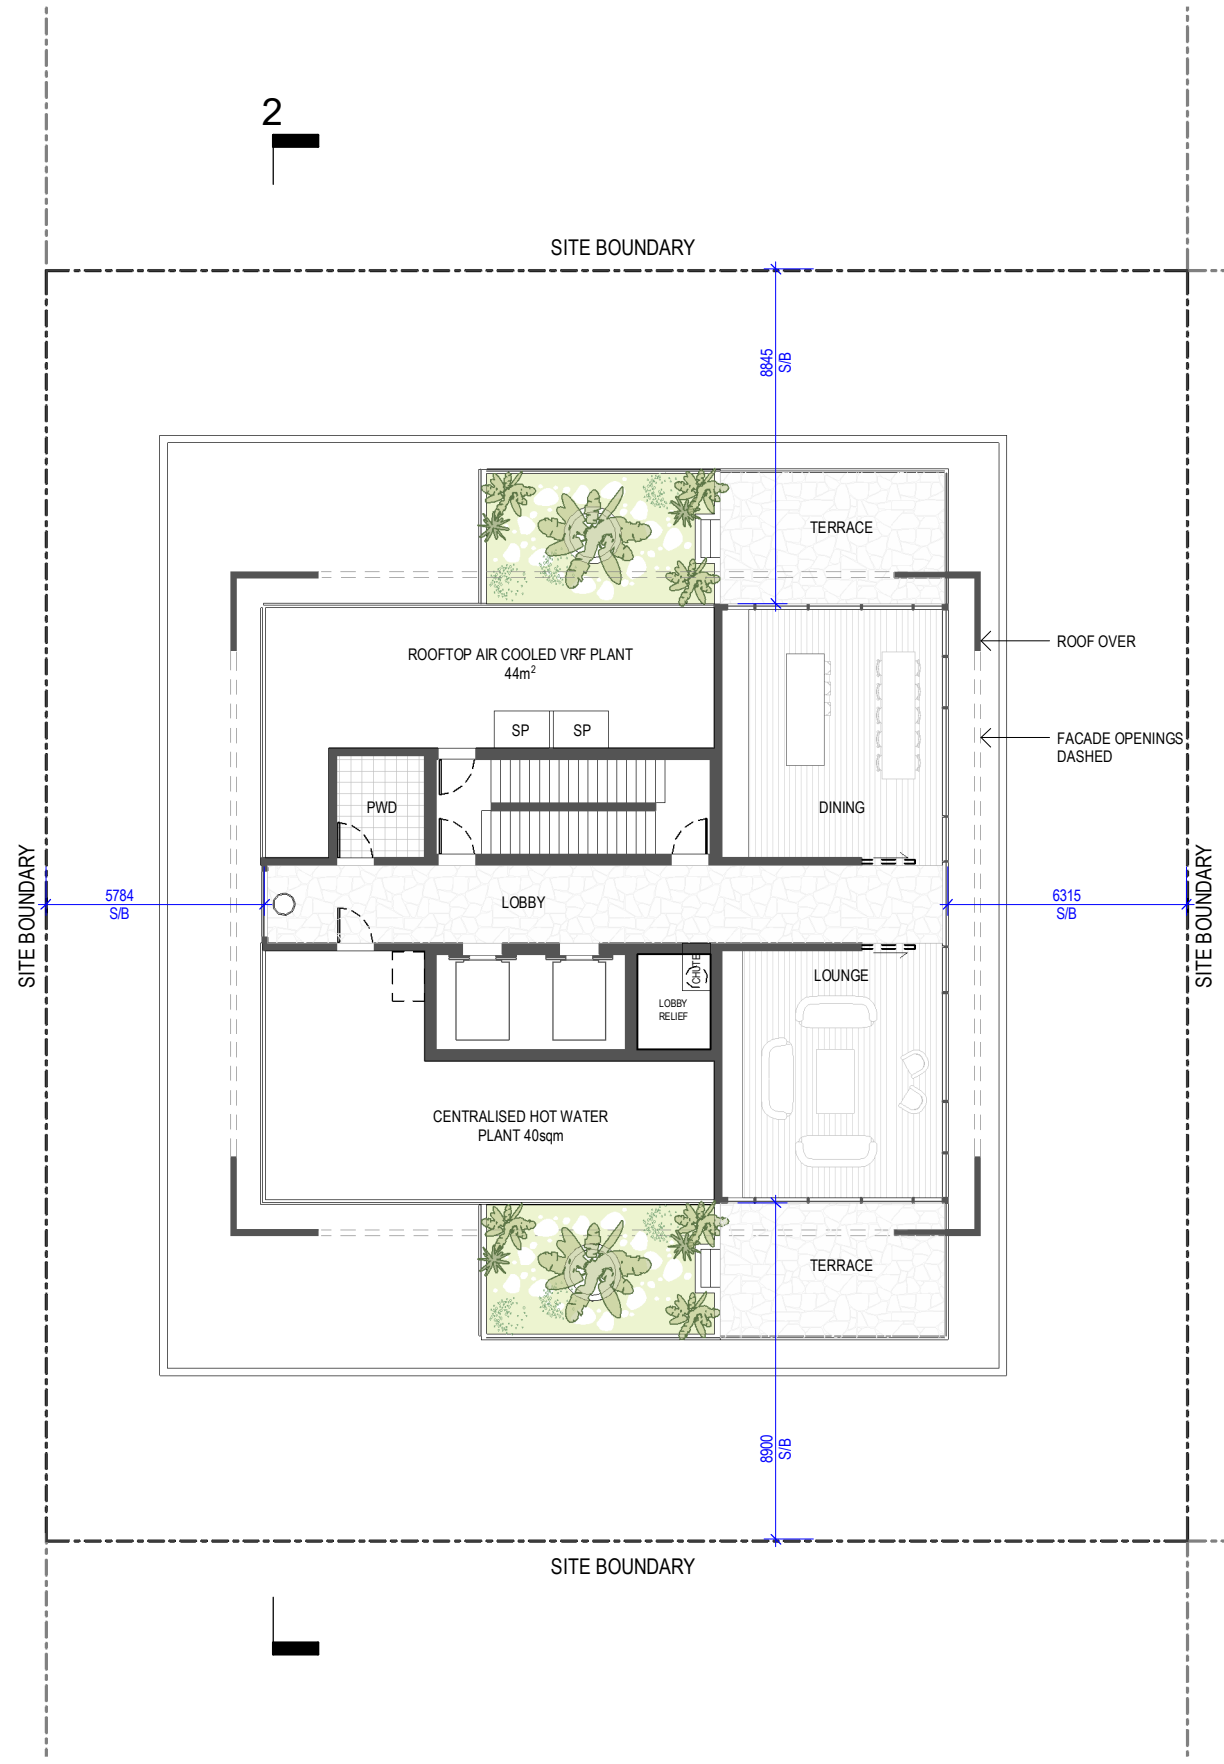 2
SITE BOUNDARY
8845
S/B
TERRACE
ROOF OVER
ROOFTOP AIR COOLED VRF PLANT
44m²
SP
SP
FACADE OPENINGS
DASHED
PWD
DINING
SITE BOUNDARY
5784
S/B
LOBBY
6315
S/B
SITE BOUNDARY
CHUTE
LOUNGE
LOBBY
RELIEF
CENTRALISED HOT WATER
PLANT 40sqm
TERRACE
8900
S/B
SITE BOUNDARY